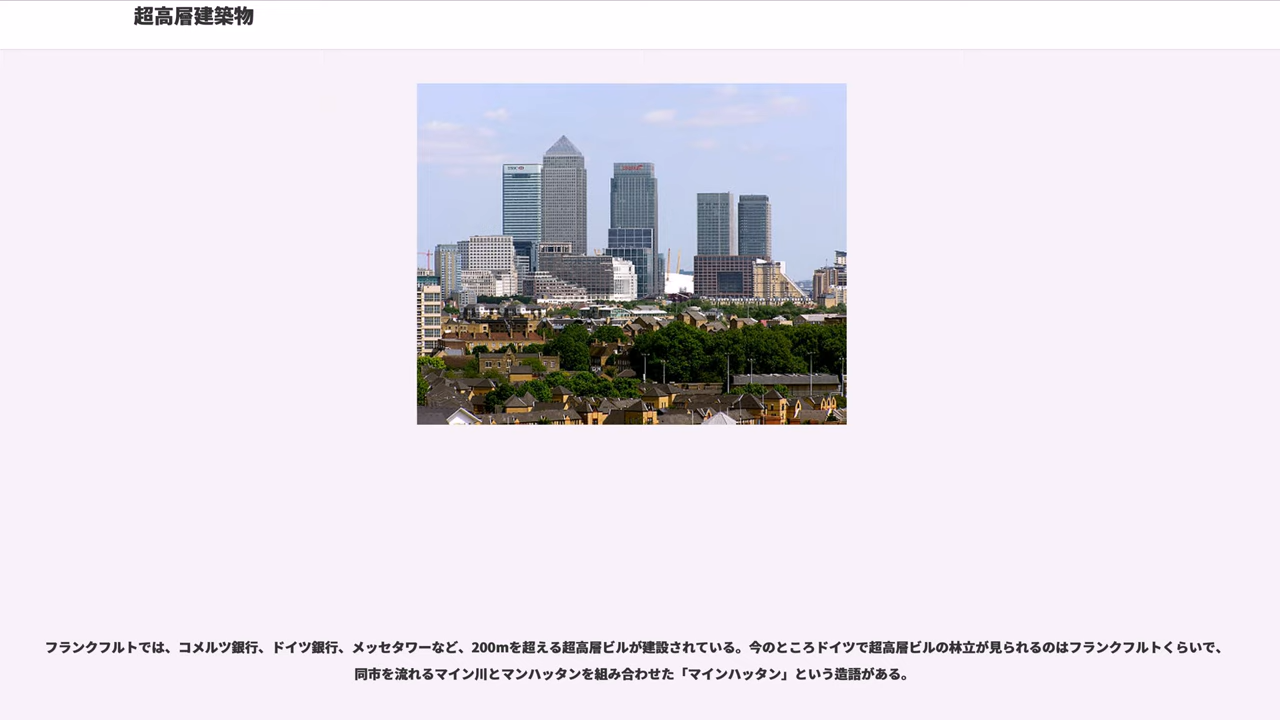 超高層建築物
フランクフルトでは、コメルツ銀行、ドイツ銀行、メッセタワーなど、200mを超える超高層ビルが建設されている。今のところドイツで超高層ビルの林立が見られるのはフランクフルトくらいで、
同市を流れるマイン川とマンハッタンを組み合わせた「マインハッタン」という造語がある。